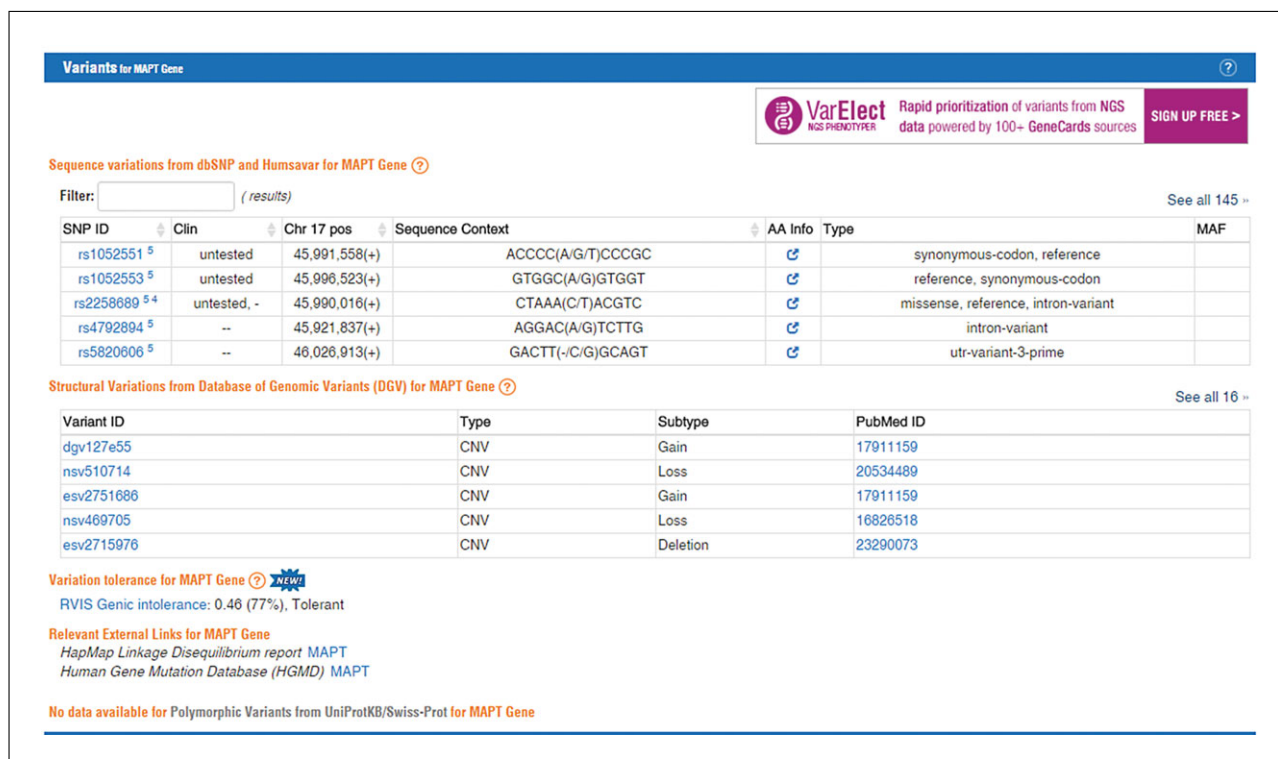 Variants for MAPT Gene ?
VarElect
NGS PHENOTYPER
Rapid prioritization of variants from NGS
data powered by 100+ GeneCards sources
SIGN UP FREE >
Sequence variations from dbSNP and Humsavar for MAPT Gene ?
Filter: ( results) See all 145 »
SNP ID Clin Chr 17 pos Sequence Context AA Info Type MAF
rs1052551 5 untested 45,991,558(+) ACCCC(A/G/T)CCCGC synonymous-codon, reference
rs1052553 5 untested 45,996,523(+) GTGGC(A/G)GTGGT reference, synonymous-codon
rs2258689 5 4 untested, - 45,990,016(+) CTAAA(C/T)ACGTC missense, reference, intron-variant
rs4792894 5 -- 45,921,837(+) AGGAC(A/G)TCTTG intron-variant
rs5820606 5 -- 46,026,913(+) GACTT(-/C/G)GCAGT utr-variant-3-prime
Structural Variations from Database of Genomic Variants (DGV) for MAPT Gene ?
See all 16 »
Variant ID Type Subtype PubMed ID
dgv127e55 CNV Gain 17911159
nsv510714 CNV Loss 20534489
esv2751686 CNV Gain 17911159
nsv469705 CNV Loss 16826518
esv2715976 CNV Deletion 23290073
Variation tolerance for MAPT Gene ? NEW!
RVIS Genic intolerance: 0.46 (77%), Tolerant
Relevant External Links for MAPT Gene
HapMap Linkage Disequilibrium report MAPT
Human Gene Mutation Database (HGMD) MAPT
No data available for Polymorphic Variants from UniProtKB/Swiss-Prot for MAPT Gene